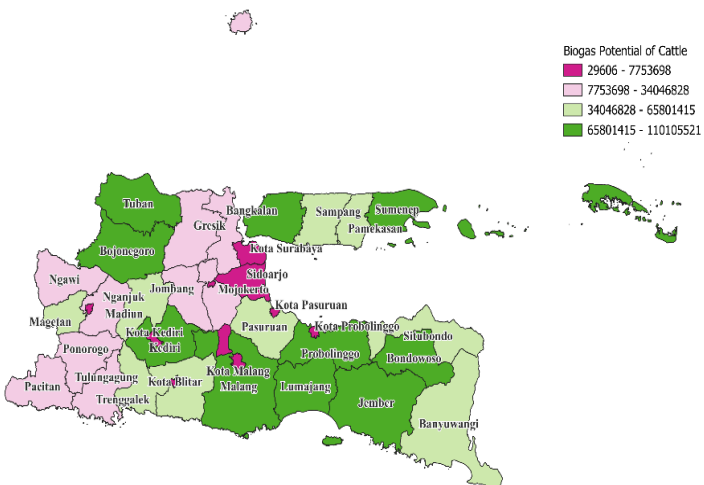 Biogas Potential of Cattle
29606 - 7753698
7753698 - 34046828
34046828 - 65801415
65801415 - 110105521
Tuban
Bangkalan
Sampang
Sumenep
Gresik
Pamekasan
Bojonegoro
Kota Surabaya
Ngawi
Sidoarjo
Jombang
Mojokerto
Nganjuk
Kota Pasuruan
Madiun
Magetan
Pasuruan
Kota Probolinggo
Kota Kediri
Situbondo
Kediri
Ponorogo
Probolinggo
Bondowoso
Kota Malang
Tulungagung
Kota Blitar
Pacitan
Malang
Lumajang
Trenggalek
Jember
Banyuwangi